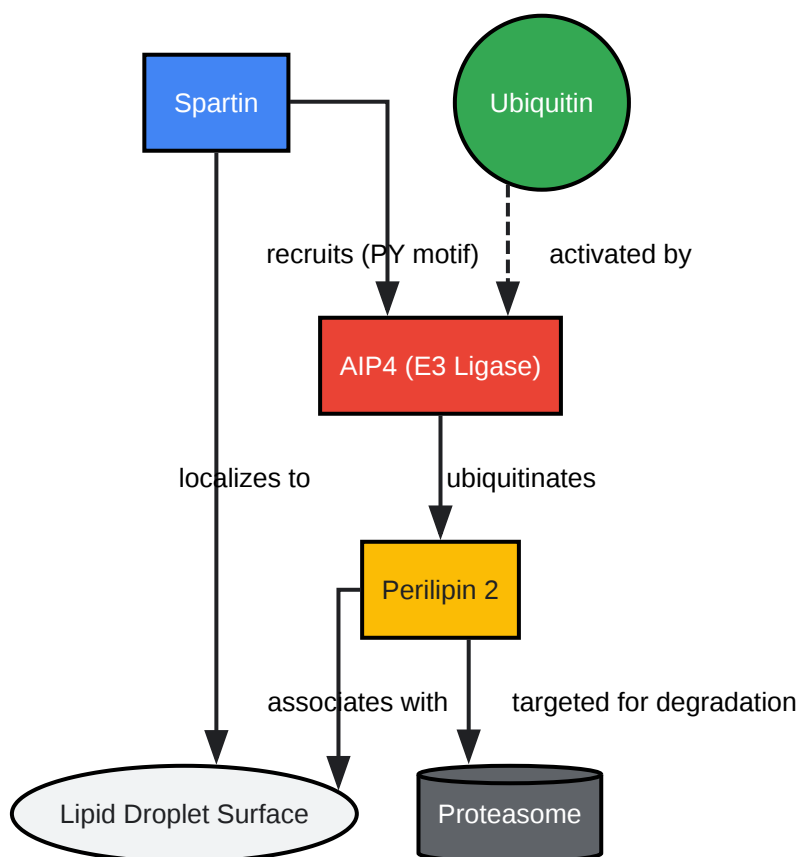 Spartin
Ubiquitin
recruits (PY motif)
activated by
AIP4 (E3 Ligase)
localizes to
ubiquitinates
Perilipin 2
associates with
targeted for degradation
Lipid Droplet Surface
Proteasome